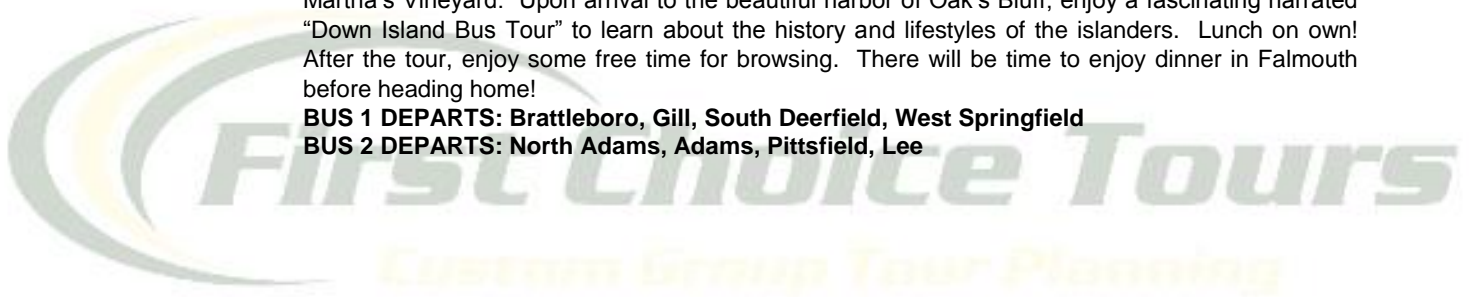 Martha's Vineyard. Upon arrival to the beautiful harbor of Oak's Bluff, enjoy a fascinating narrated
“Down Island Bus Tour” to learn about the history and lifestyles of the islanders. Lunch on own!
After the tour, enjoy some free time for browsing. There will be time to enjoy dinner in Falmouth
before heading home!
BUS 1 DEPARTS: Brattleboro, Gill, South Deerfield, West Springfield
BUS 2 DEPARTS: North Adams, Adams, Pittsfield, Lee
First Choice Tours
Custom Group Tour Planning